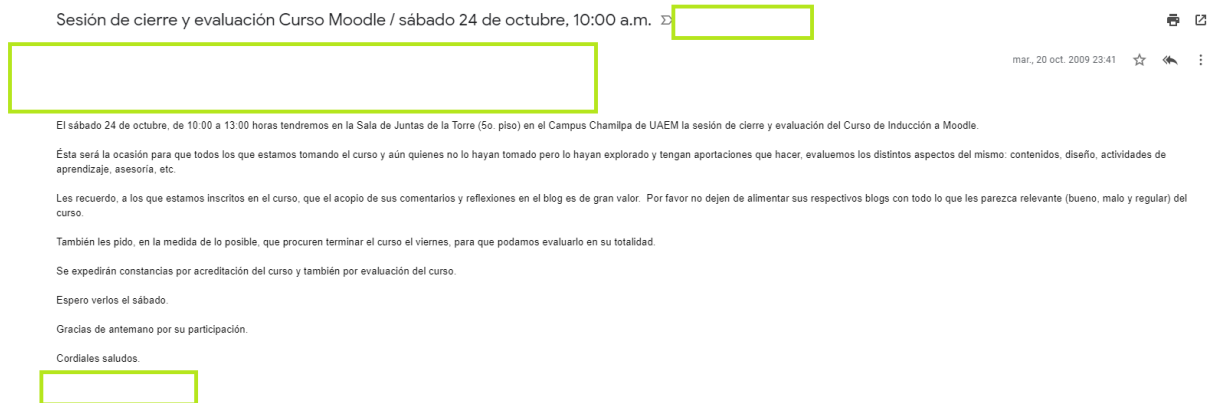 Sesión de cierre y evaluación Curso Moodle / sábado 24 de octubre, 10:00 a.m.
mar., 20 oct. 2009 23:41
El sábado 24 de octubre, de 10:00 a 13:00 horas tendremos en la Sala de Juntas de la Torre (5o. piso) en el Campus Chamilpa de UAEM la sesión de cierre y evaluación del Curso de Inducción a Moodle.
Ésta será la ocasión para que todos los que estamos tomando el curso y aún quienes no lo hayan tomado pero lo hayan explorado y tengan aportaciones que hacer, evaluemos los distintos aspectos del mismo: contenidos, diseño, actividades de
aprendizaje, asesoría, etc.
Les recuerdo, a los que estamos inscritos en el curso, que el acopio de sus comentarios y reflexiones en el blog es de gran valor.  Por favor no dejen de alimentar sus respectivos blogs con todo lo que les parezca relevante (bueno, malo y regular) del
curso.
También les pido, en la medida de lo posible, que procuren terminar el curso el viernes, para que podamos evaluarlo en su totalidad.
Se expedirán constancias por acreditación del curso y también por evaluación del curso.
Espero verlos el sábado.
Gracias de antemano por su participación.
Cordiales saludos.